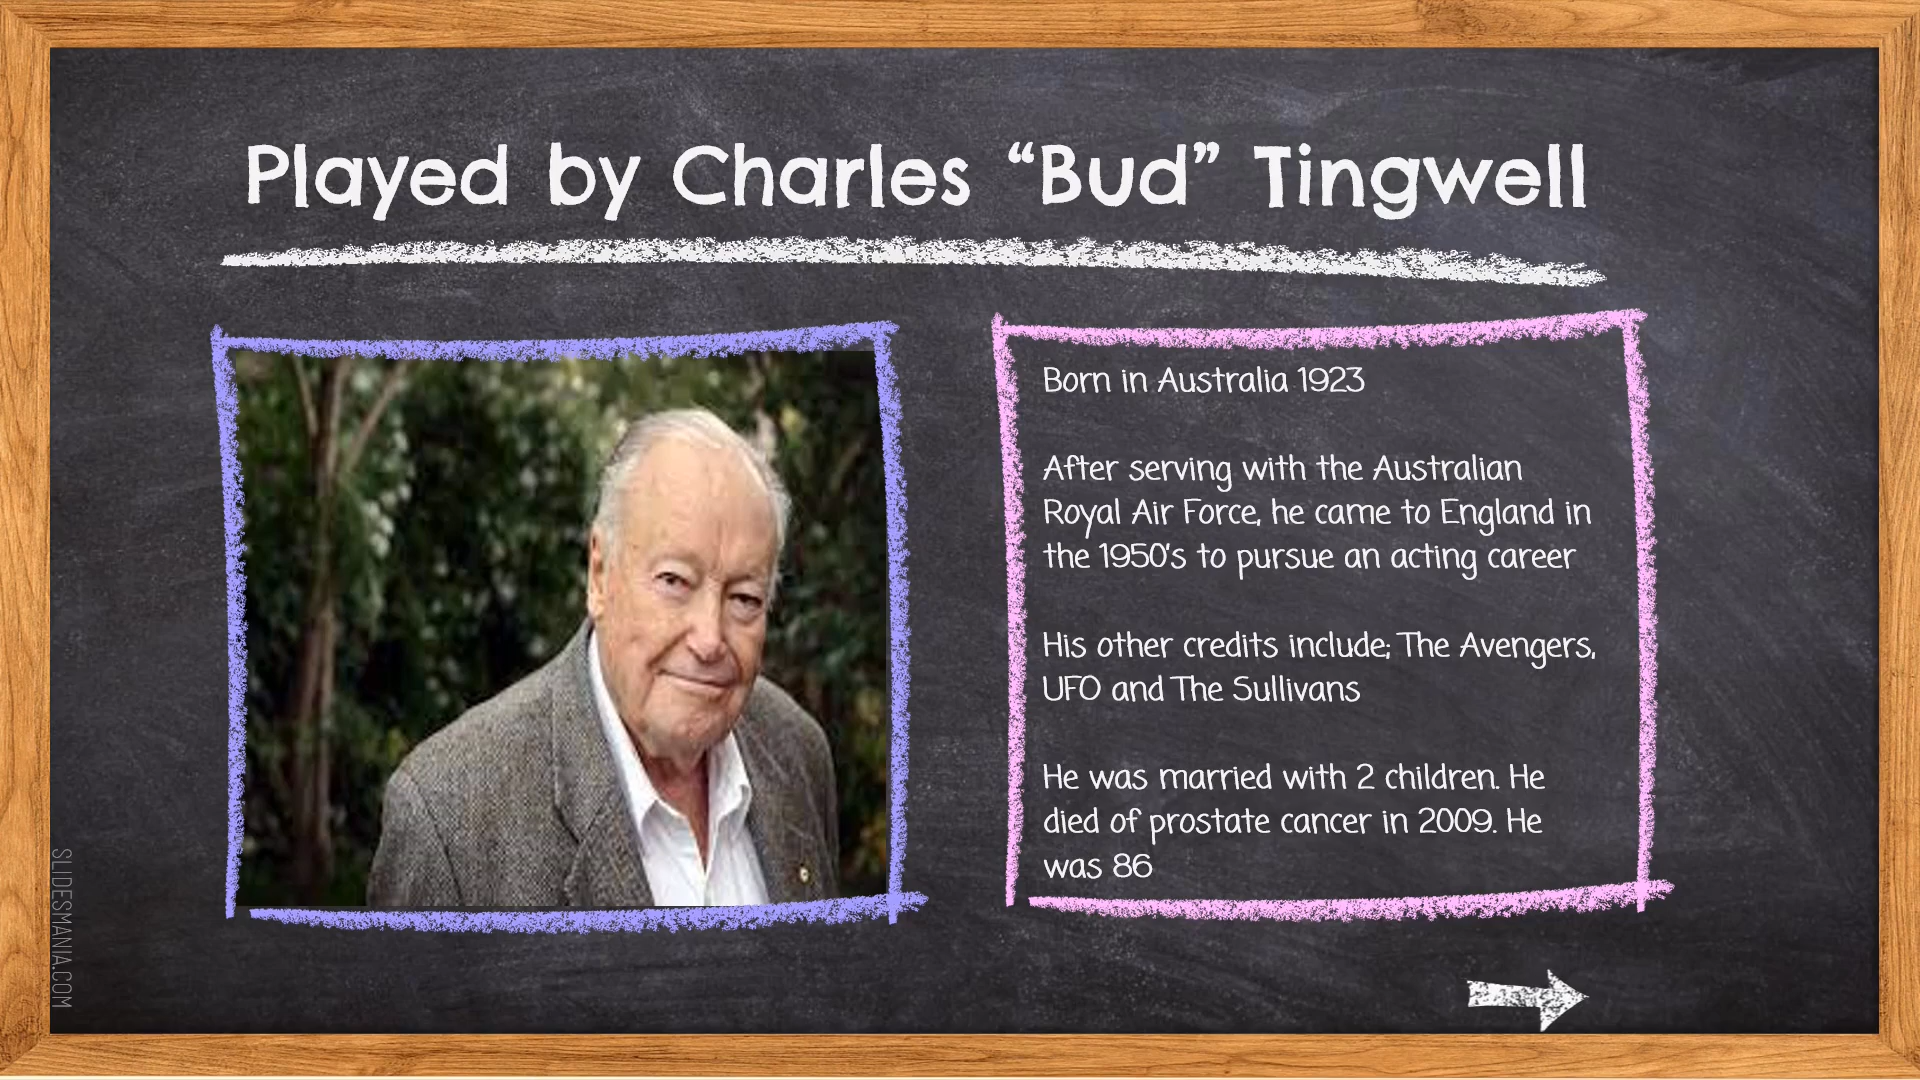 Played by Charles “Bud” Tingwell
Born in Australia 1923
After serving with the Australian
Royal Air Force, he came to England in
the 1950's to pursue an acting career
His other credits include; The Avengers,
UFO and The Sullivans
He was married with 2 children. He
died of prostate cancer in 2009. He
was 86
SLIDESMANIA.COM